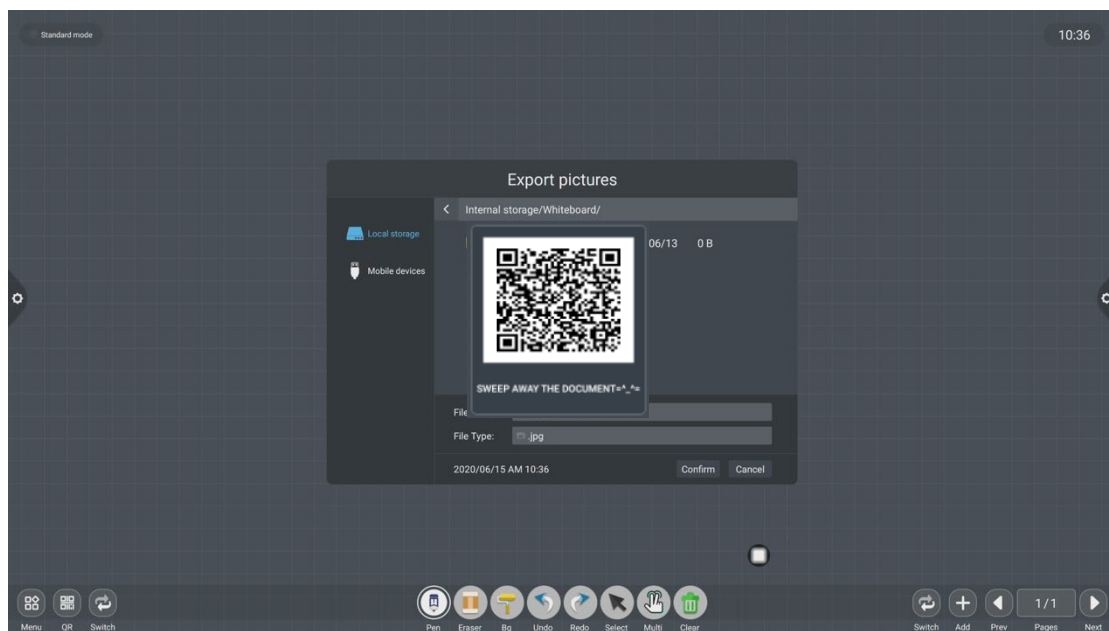 Standard mode
10:36
Export pictures
Internal storage/Whiteboard/
Local storage
06/13 0 B
Mobile devices
SWEEP AWAY THE DOCUMENT=^_^=
File
File Type: .jpg
2020/06/15 AM 10:36 Confirm Cancel
1/1
Menu QR Switch Pen Eraser Bg Undo Redo Select Multi Clear Switch Add Prev Pages Next